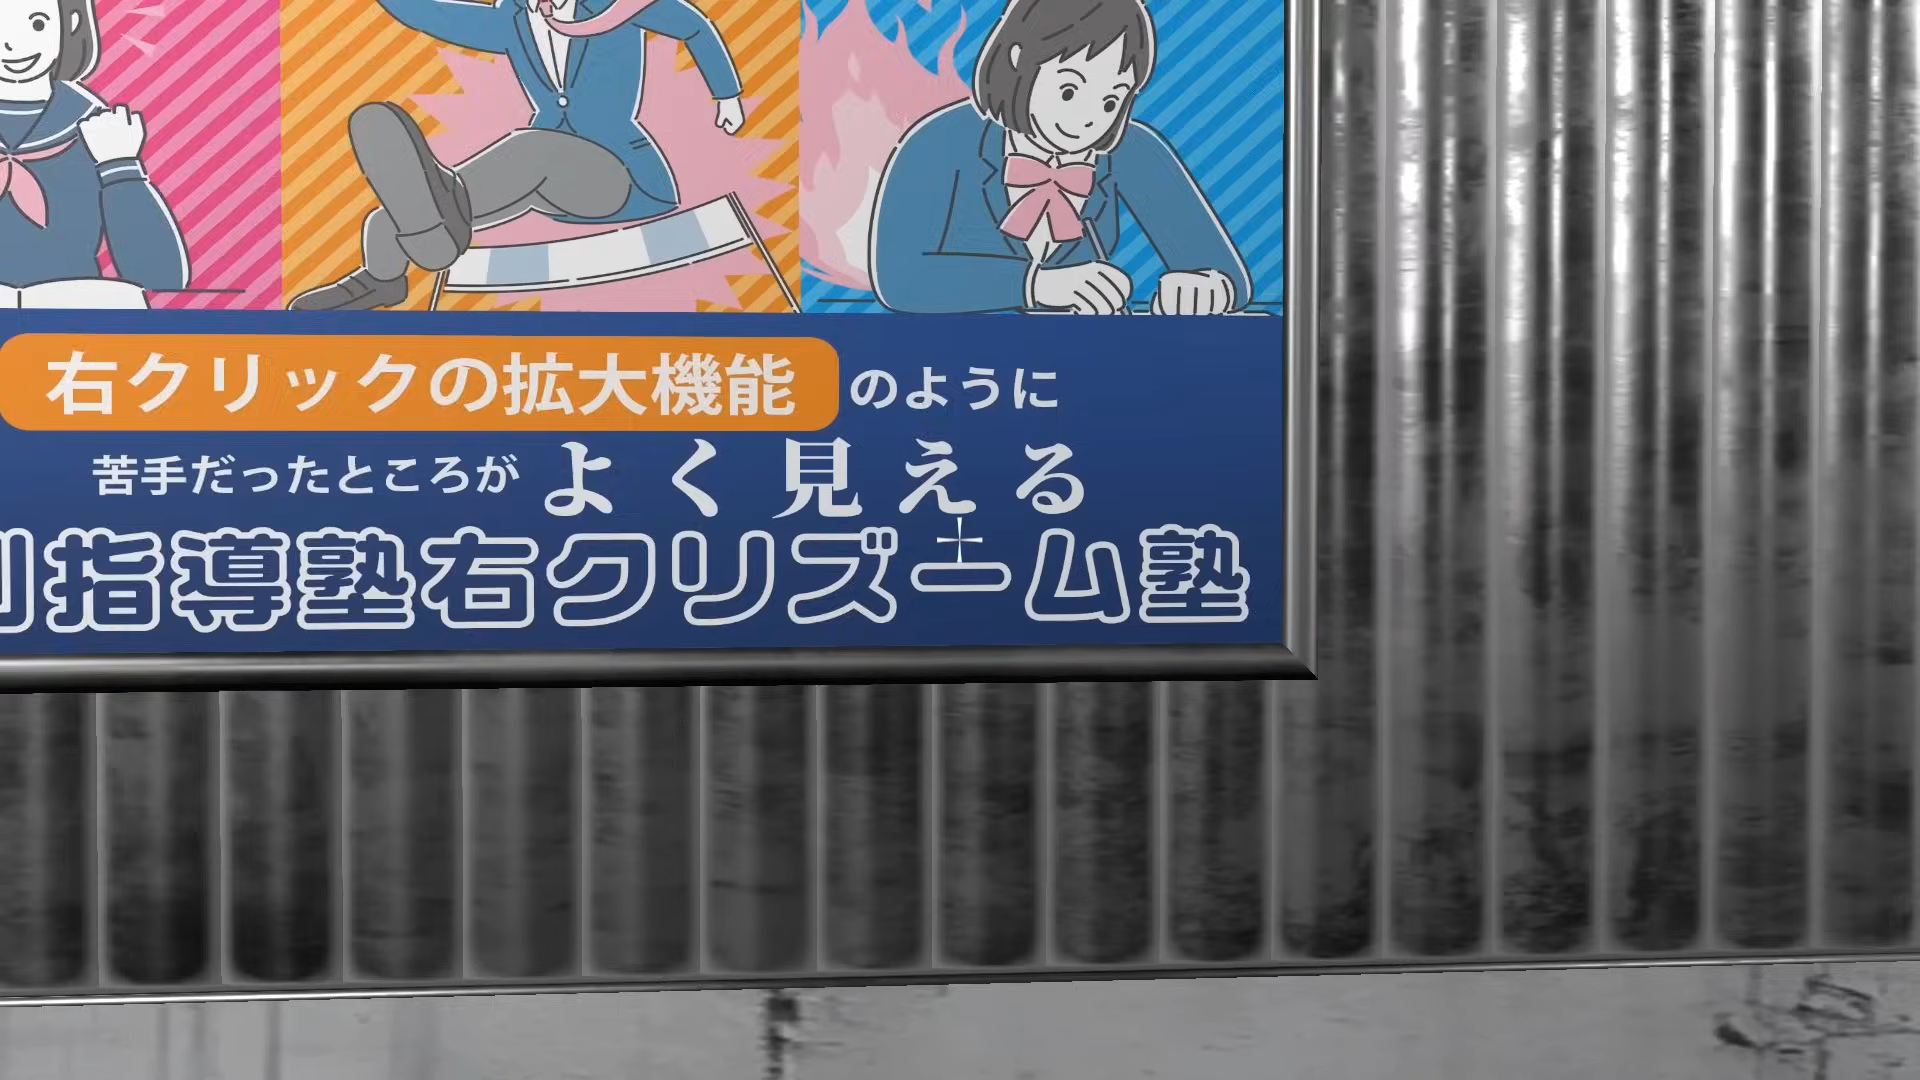 右クリックの拡大機能のように
苦手だったところがよく見える
指導塾右クリズーム塾